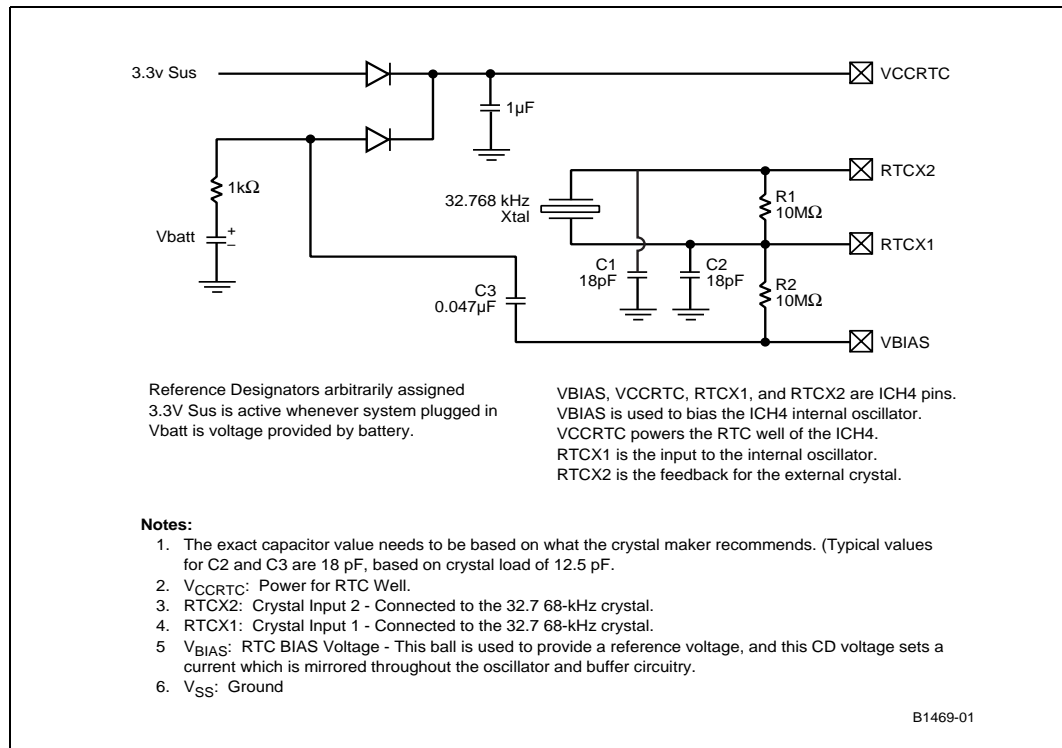 3.3v Sus
VCCRTC
1µF
1kΩ
Vbatt
+
–
32.768 kHz
Xtal
RTCX2
R1
10MΩ
RTCX1
C1
18pF
C2
18pF
R2
10MΩ
C3
0.047µF
VBIAS
Reference Designators arbitrarily assigned
3.3V Sus is active whenever system plugged in
Vbatt is voltage provided by battery.
VBIAS, VCCRTC, RTCX1, and RTCX2 are ICH4 pins.
VBIAS is used to bias the ICH4 internal oscillator.
VCCRTC powers the RTC well of the ICH4.
RTCX1 is the input to the internal oscillator.
RTCX2 is the feedback for the external crystal.
Notes:
1. The exact capacitor value needs to be based on what the crystal maker recommends. (Typical values
for C2 and C3 are 18 pF, based on crystal load of 12.5 pF.
2. VCCRTC: Power for RTC Well.
3. RTCX2: Crystal Input 2 - Connected to the 32.7 68-kHz crystal.
4. RTCX1: Crystal Input 1 - Connected to the 32.7 68-kHz crystal.
5 VBIAS: RTC BIAS Voltage - This ball is used to provide a reference voltage, and this CD voltage sets a
current which is mirrored throughout the oscillator and buffer circuitry.
6. VSS: Ground
B1469-01